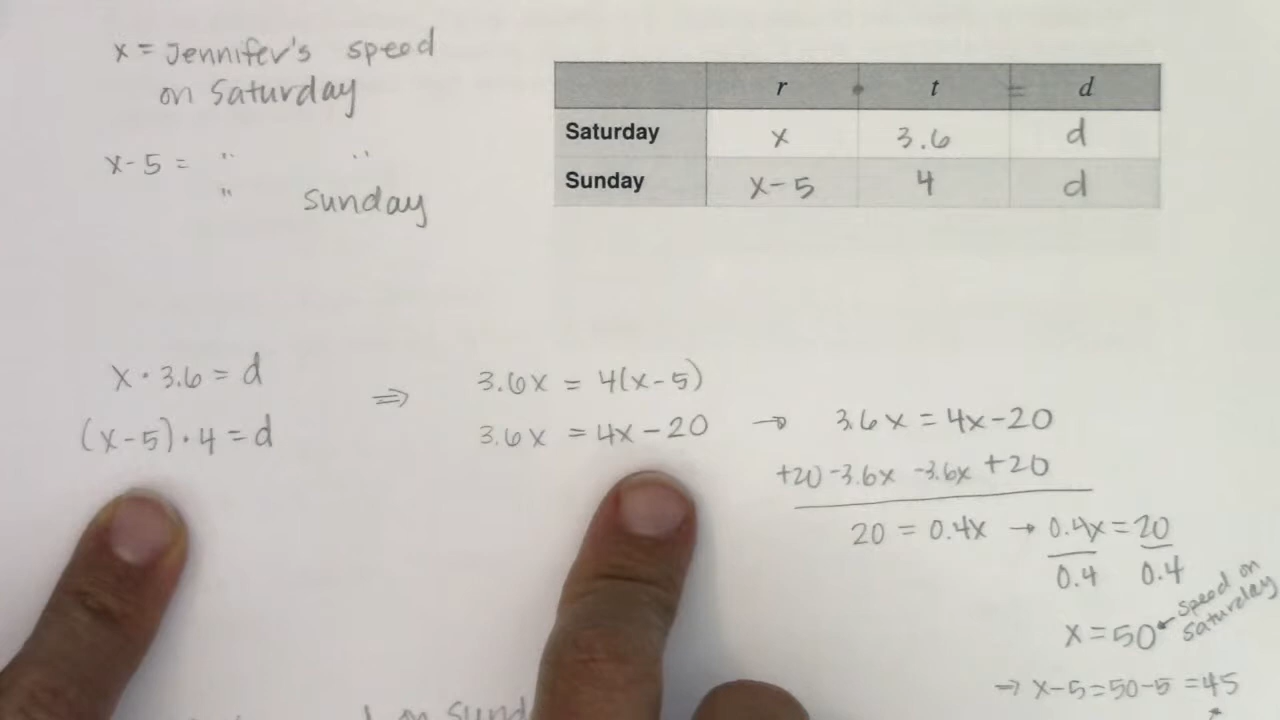 x = Jennifer's speed
on Saturday
x-5 = " "
" Sunday
r • t = d
Saturday x 3.6 d
Sunday x-5 4 d
x • 3.6 = d
(x-5) • 4 = d
⇒
3.6x = 4(x-5)
3.6x = 4x-20
→ 3.6x = 4x-20
+20 -3.6x -3.6x +20
20 = 0.4x → 0.4x = 20
0.4 0.4
x = 50 ← speed on
Saturday
→ x-5 = 50-5 = 45
on Sund